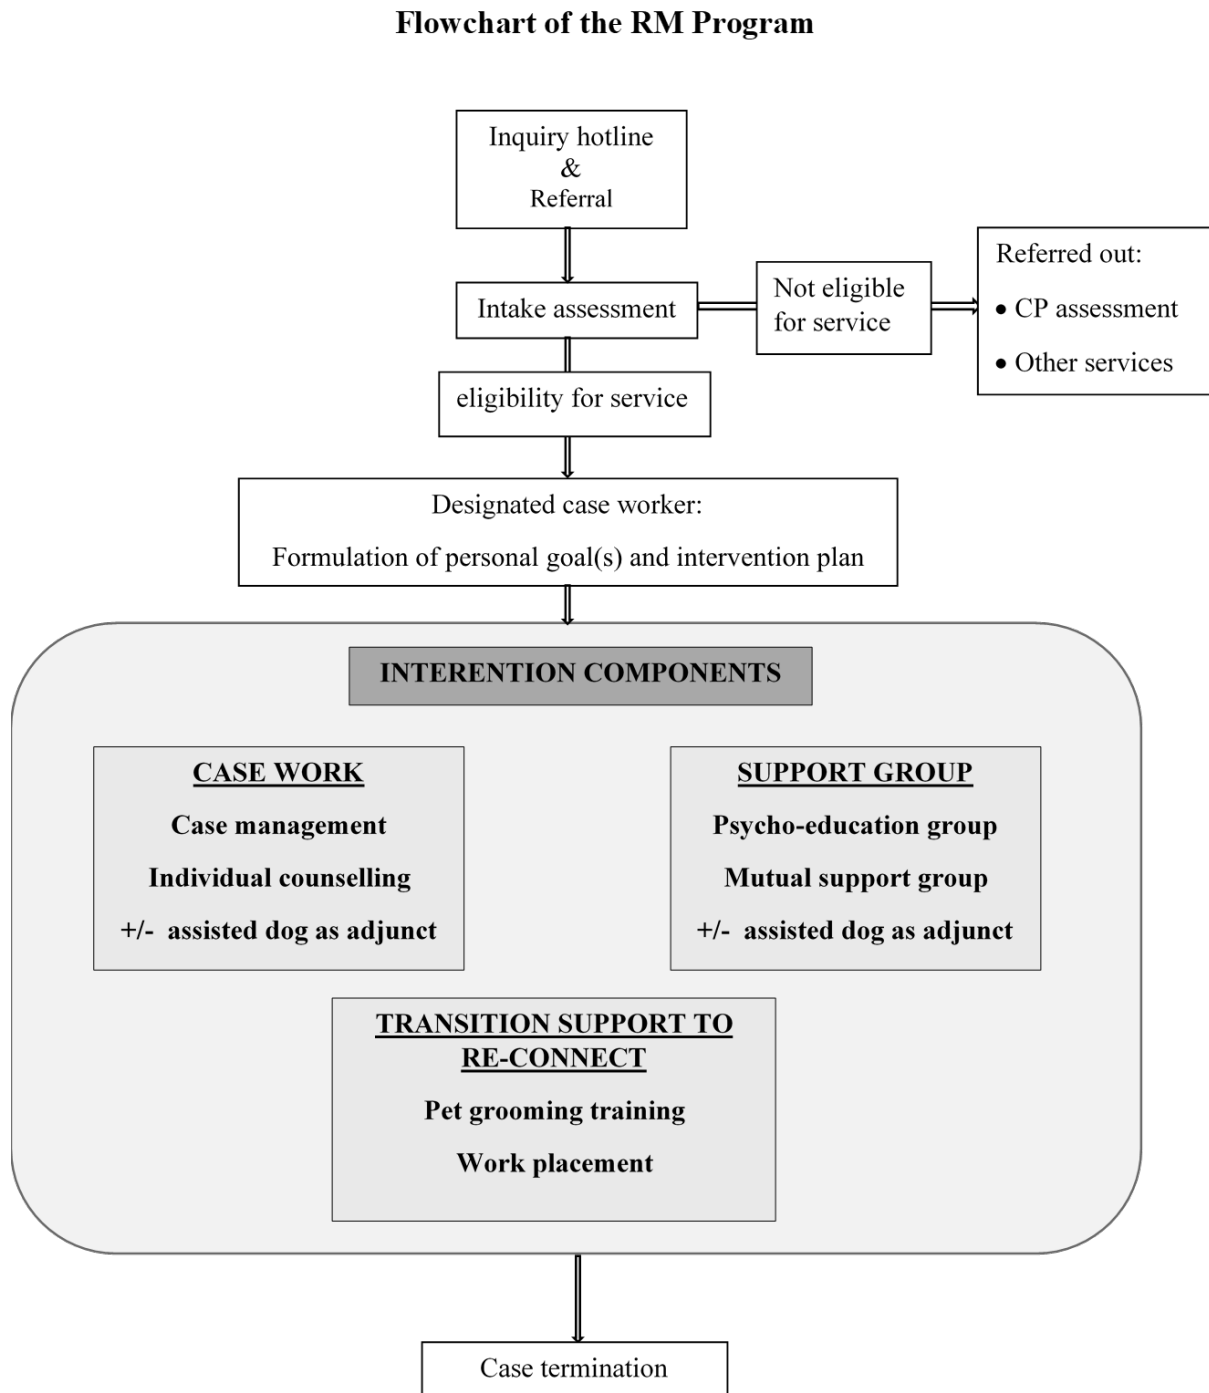 Flowchart of the RM Program
Inquiry hotline
&
Referral
Intake assessment
Not eligible
for service
Referred out:
• CP assessment
• Other services
eligibility for service
Designated case worker:
Formulation of personal goal(s) and intervention plan
INTERENTION COMPONENTS
CASE WORK
Case management
Individual counselling
+/- assisted dog as adjunct
SUPPORT GROUP
Psycho-education group
Mutual support group
+/- assisted dog as adjunct
TRANSITION SUPPORT TO
RE-CONNECT
Pet grooming training
Work placement
Case termination